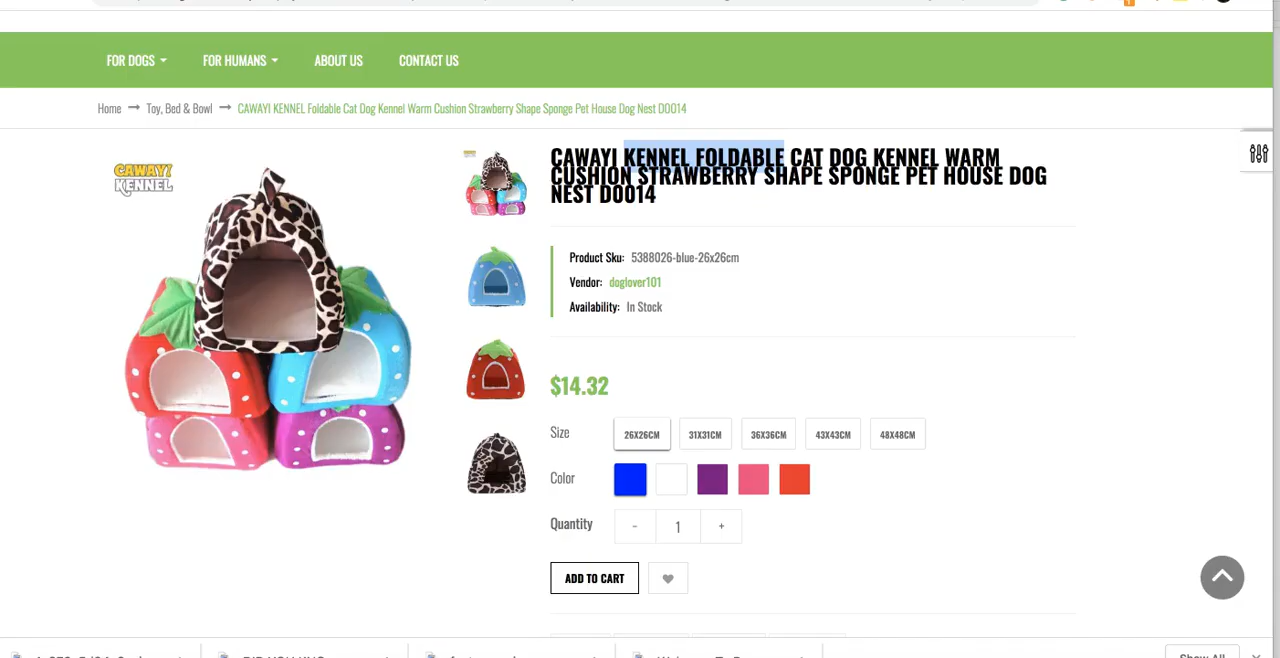 FOR DOGS
FOR HUMANS
ABOUT US
CONTACT US
Home → Toy, Bed & Bowl → CAWAYI KENNEL Foldable Cat Dog Kennel Warm Cushion Strawberry Shape Sponge Pet House Dog Nest D0014
CAWAYI
KENNEL
CAWAYI KENNEL FOLDABLE CAT DOG KENNEL WARM
CUSHION STRAWBERRY SHAPE SPONGE PET HOUSE DOG
NEST D0014
Product Sku: 5388026-blue-26x26cm
Vendor: doglover101
Availability: In Stock
$14.32
Size
26X26CM
31X31CM
36X36CM
43X43CM
48X48CM
Color
Quantity
- 1 +
ADD TO CART